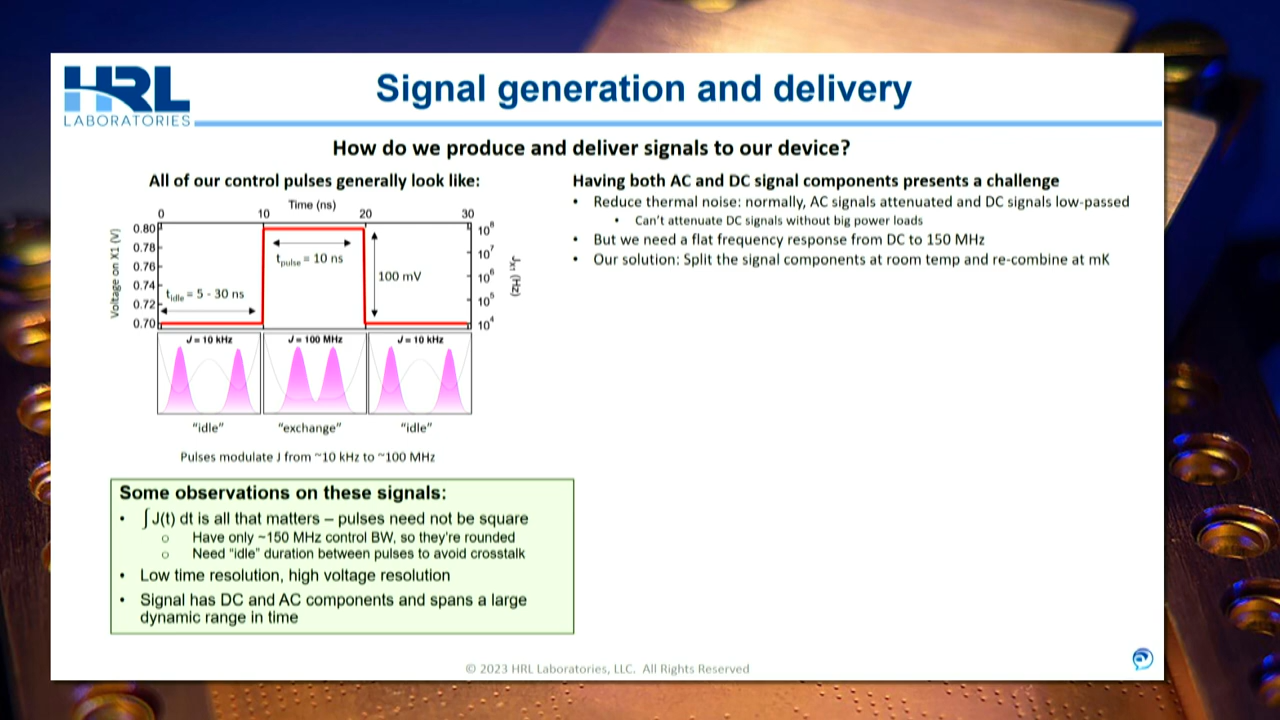 HRL
LABORATORIES
Signal generation and delivery
How do we produce and deliver signals to our device?
All of our control pulses generally look like:
Time (ns)
0 10 20 30
Voltage on X1 (V)
0.80
0.78
0.76
0.74
0.72
0.70
t_idle = 5 - 30 ns
t_pulse = 10 ns
100 mV
10^8
10^7
10^6
10^5
10^4
J_X1 (Hz)
J = 10 kHz J = 100 MHz J = 10 kHz
"idle" "exchange" "idle"
Pulses modulate J from ~10 kHz to ~100 MHz
Some observations on these signals:
• ∫J(t) dt is all that matters – pulses need not be square
o Have only ~150 MHz control BW, so they're rounded
o Need "idle" duration between pulses to avoid crosstalk
• Low time resolution, high voltage resolution
• Signal has DC and AC components and spans a large
dynamic range in time
Having both AC and DC signal components presents a challenge
• Reduce thermal noise: normally, AC signals attenuated and DC signals low-passed
• Can't attenuate DC signals without big power loads
• But we need a flat frequency response from DC to 150 MHz
• Our solution: Split the signal components at room temp and re-combine at mK
© 2023 HRL Laboratories, LLC. All Rights Reserved